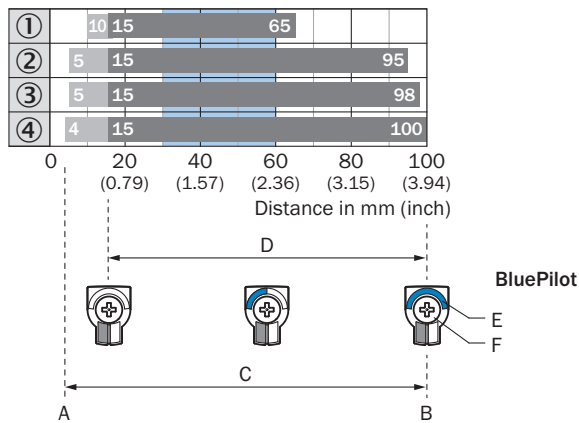 ① 10 15 65
② 5 15 95
③ 5 15 98
④ 4 15 100
0 20 40 60 80 100
(0.79) (1.57) (2.36) (3.15) (3.94)
Distance in mm (inch)
D
BluePilot
E
F
C
A B